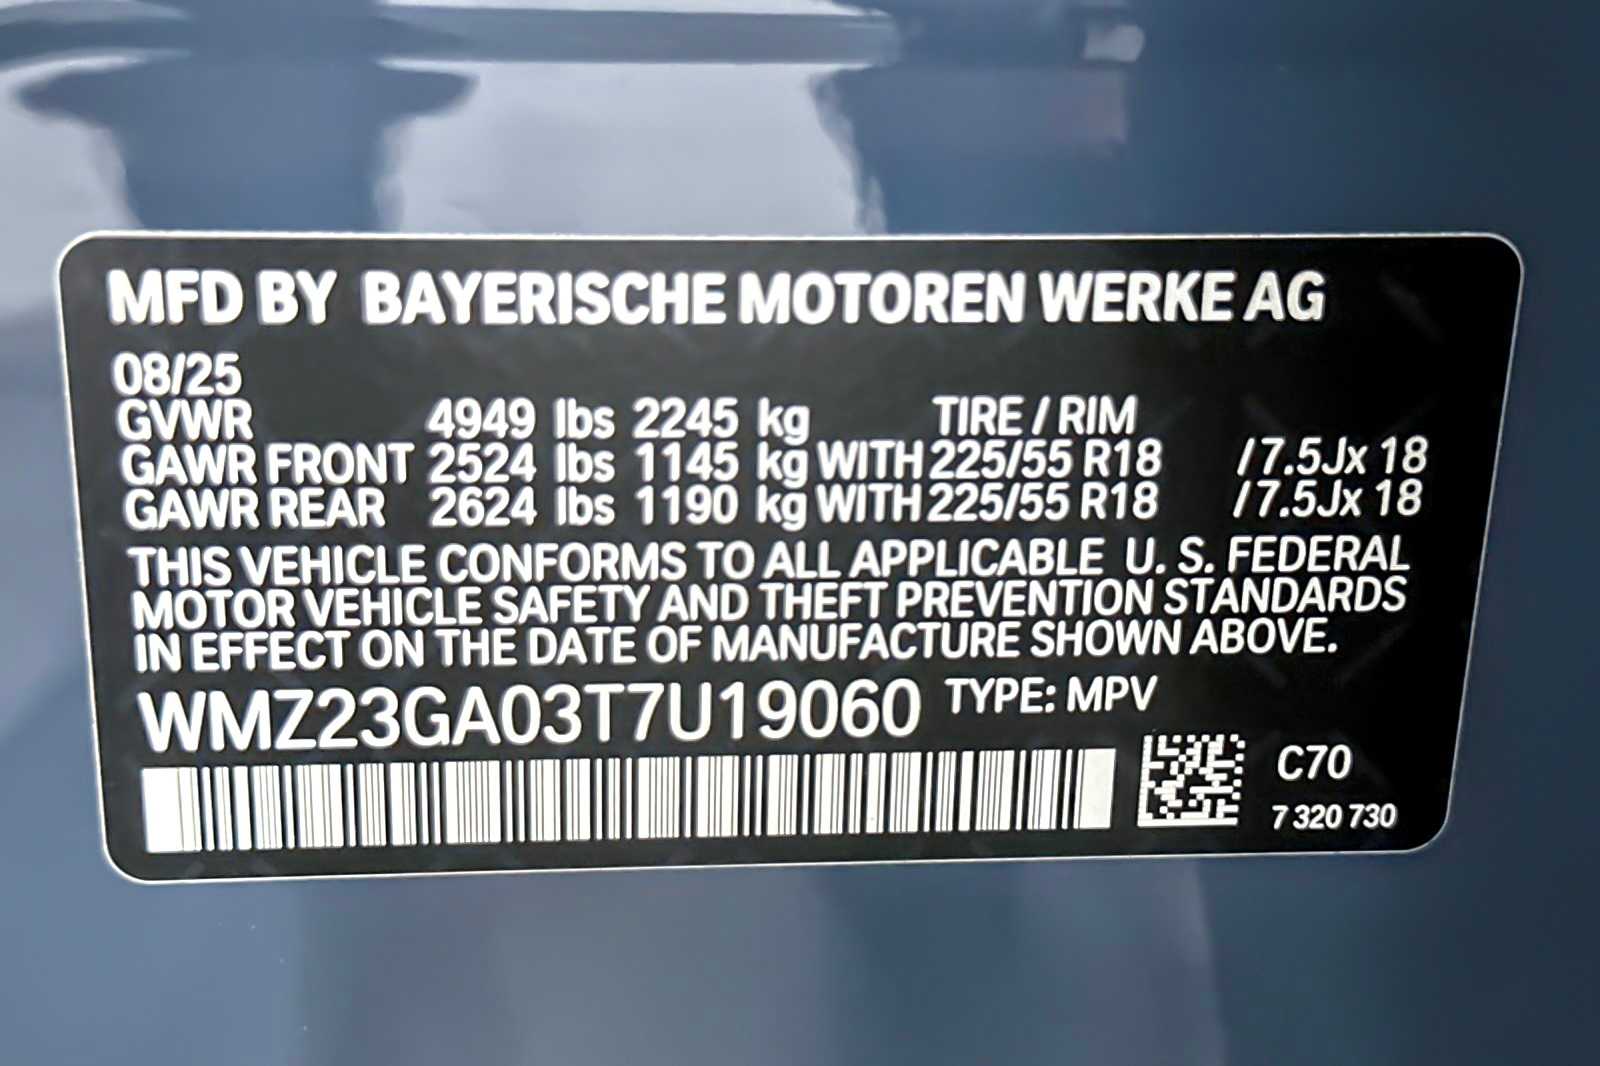 MFD BY BAYERISCHE MOTOREN WERKE AG
08/25
GVWR 4949 lbs 2245 kg TIRE / RIM
GAWR FRONT 2524 lbs 1145 kg WITH 225/55 R18 / 7.5Jx 18
GAWR REAR 2624 lbs 1190 kg WITH 225/55 R18 / 7.5Jx 18
THIS VEHICLE CONFORMS TO ALL APPLICABLE U. S. FEDERAL
MOTOR VEHICLE SAFETY AND THEFT PREVENTION STANDARDS
IN EFFECT ON THE DATE OF MANUFACTURE SHOWN ABOVE.
WMZ23GA03T7U19060 TYPE: MPV
C70
7 320 730